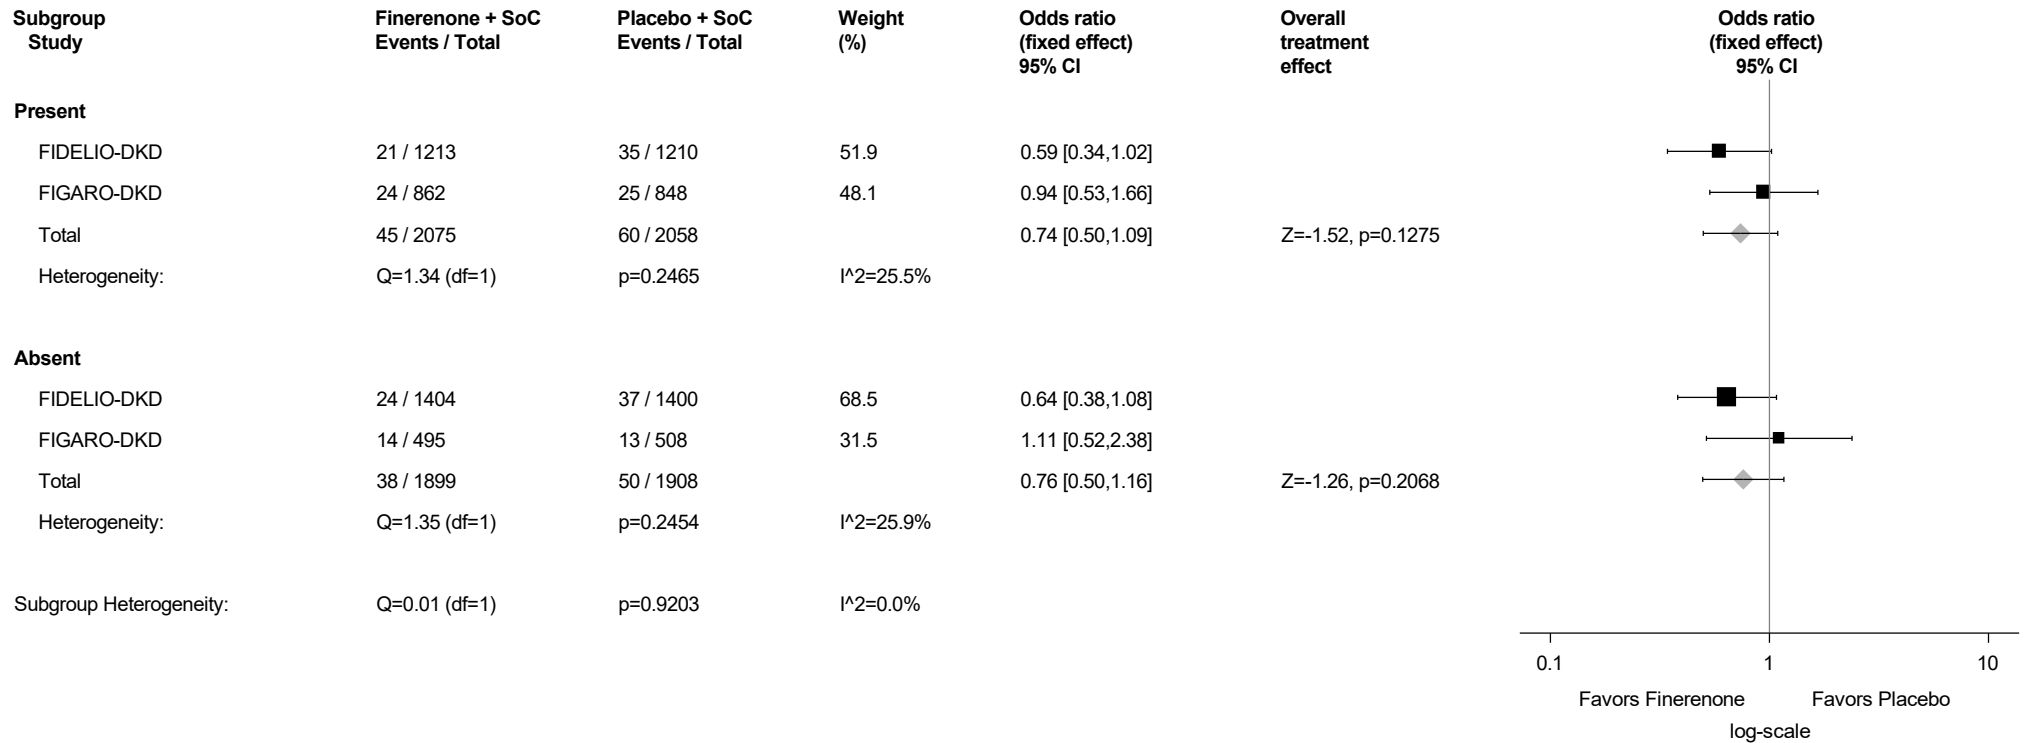 Subgroup Finerenone + SoC Placebo + SoC Weight Odds ratio Overall Odds ratio
Study Events / Total Events / Total (%) (fixed effect) treatment (fixed effect)
95% CI effect 95% CI
Present
FIDELIO-DKD 21 / 1213 35 / 1210 51.9 0.59 [0.34,1.02]
FIGARO-DKD 24 / 862 25 / 848 48.1 0.94 [0.53,1.66]
Total 45 / 2075 60 / 2058 0.74 [0.50,1.09] Z=-1.52, p=0.1275
Heterogeneity: Q=1.34 (df=1) p=0.2465 I^2=25.5%
Absent
FIDELIO-DKD 24 / 1404 37 / 1400 68.5 0.64 [0.38,1.08]
FIGARO-DKD 14 / 495 13 / 508 31.5 1.11 [0.52,2.38]
Total 38 / 1899 50 / 1908 0.76 [0.50,1.16] Z=-1.26, p=0.2068
Heterogeneity: Q=1.35 (df=1) p=0.2454 I^2=25.9%
Subgroup Heterogeneity: Q=0.01 (df=1) p=0.9203 I^2=0.0%
0.1 1 10
Favors Finerenone Favors Placebo
log-scale